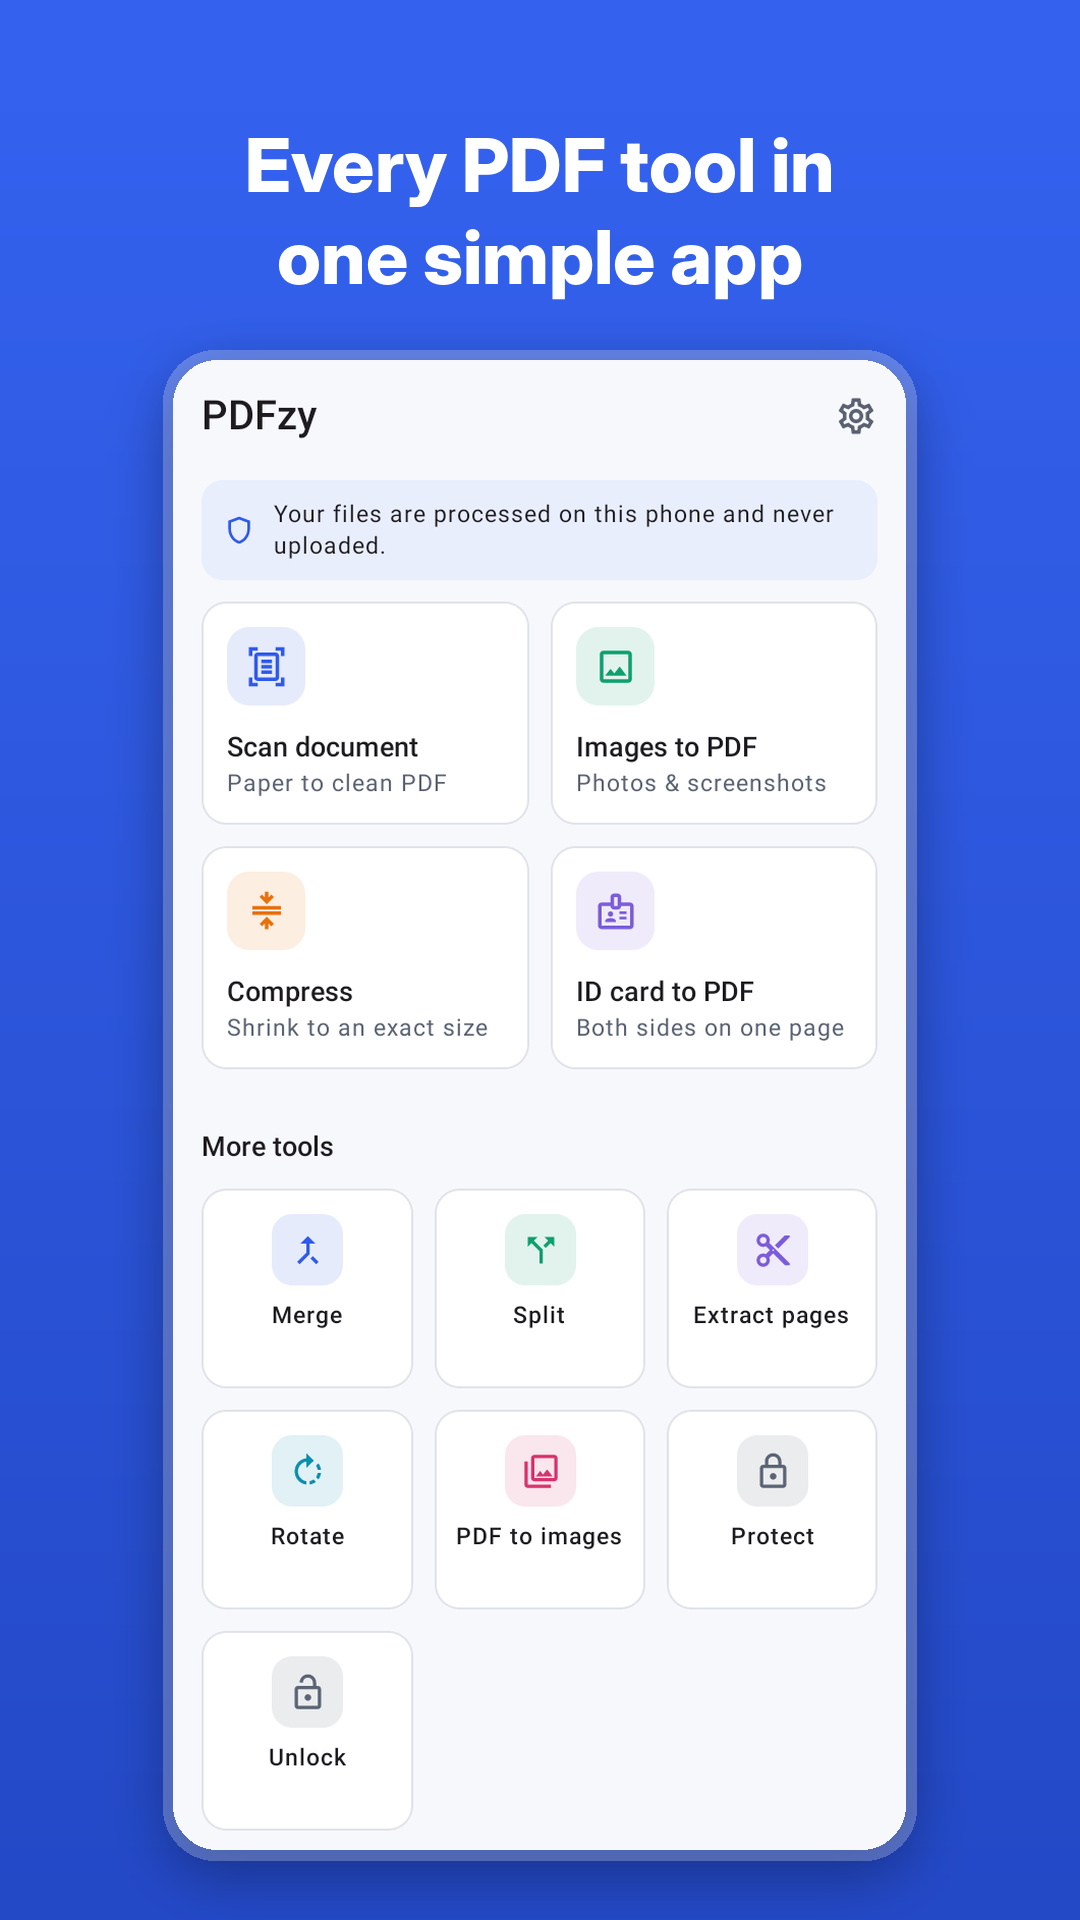 Every PDF tool in
one simple app
PDFzy
Your files are processed on this phone and never
uploaded.
Scan document
Paper to clean PDF
Images to PDF
Photos & screenshots
Compress
Shrink to an exact size
ID card to PDF
Both sides on one page
More tools
Merge
Split
Extract pages
Rotate
PDF to images
Protect
Unlock